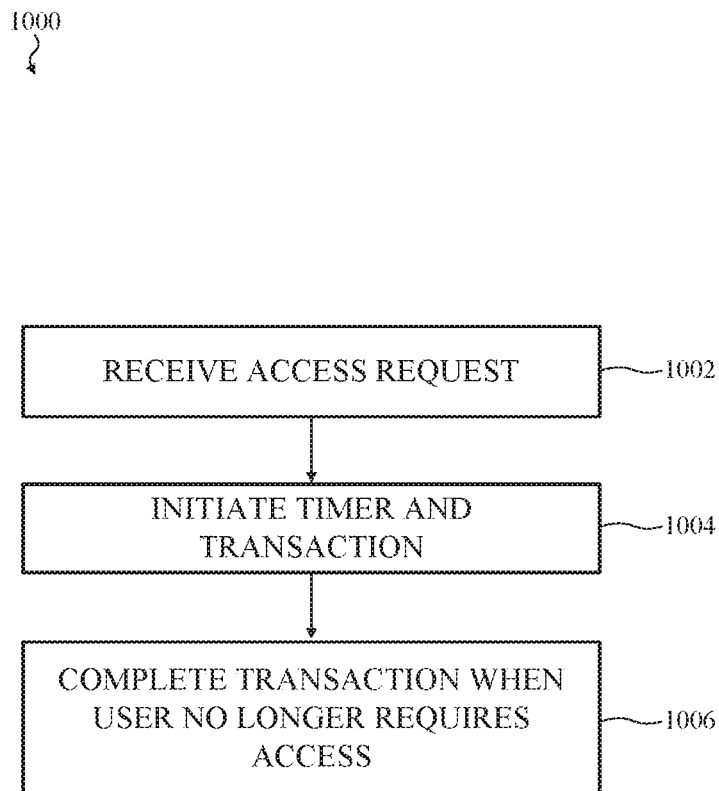 1000
RECEIVE ACCESS REQUEST
1002
INITIATE TIMER AND
TRANSACTION
1004
COMPLETE TRANSACTION WHEN
USER NO LONGER REQUIRES
ACCESS
1006